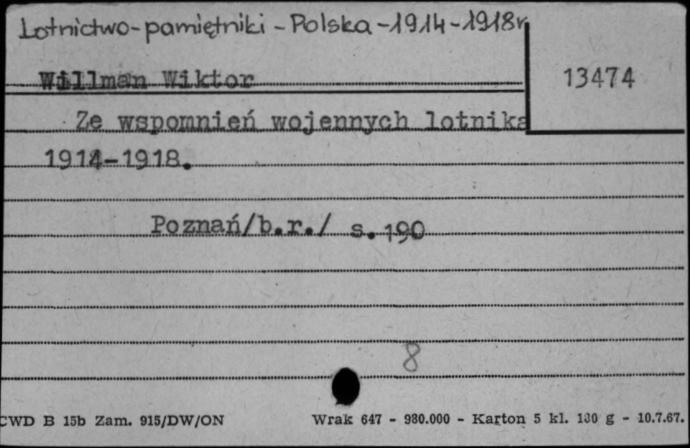 Lotnictwo-pamiętniki-Polska-1914-1918r
Willman Wiktor
13474
Ze wspomnień wojennych lotnika
1914-1918.
Poznań/b.r./ s.190
8
CWD B 15b Zam. 915/DW/ON Wrak 647 - 980.000 - Karton 5 kl. 130 g - 10.7.67.